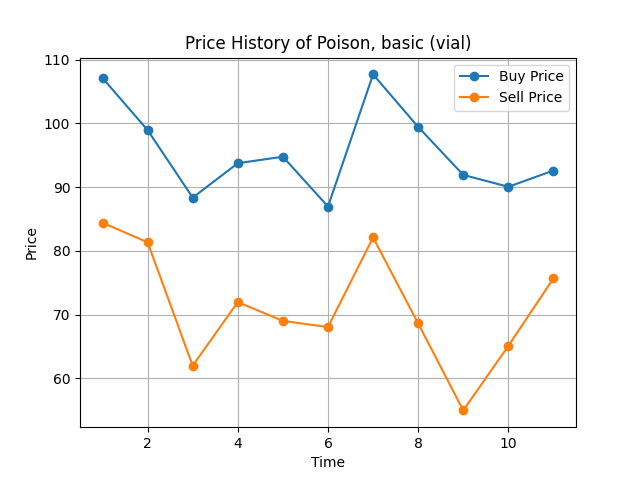 Price History of Poison, basic (vial)
Buy Price
Sell Price
110
100
90
80
70
60
Price
2 4 6 8 10
Time